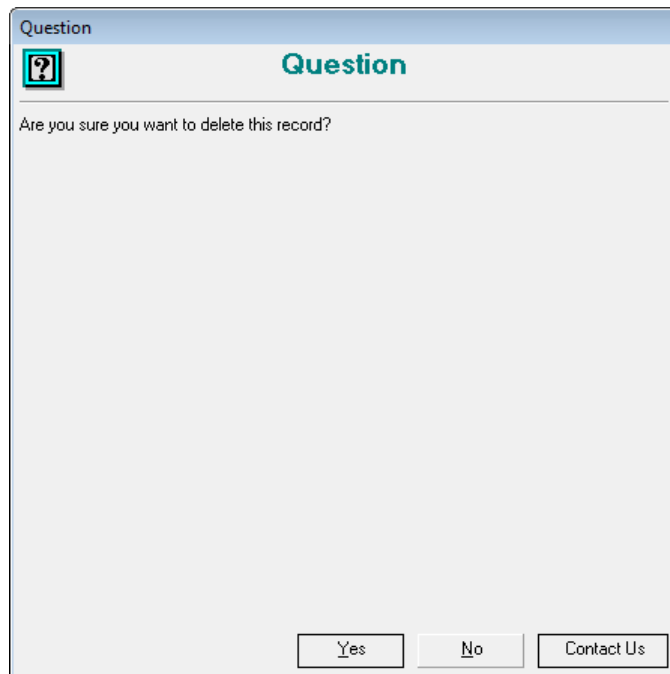 Question
Question
Are you sure you want to delete this record?
Yes
No
Contact Us